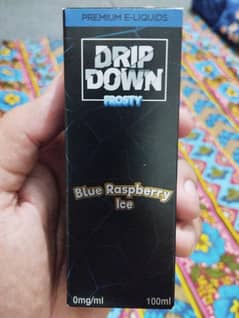 PREMIUM E-LIQUIDS
DRIP
DOWN
FROSTY
Blue Raspberry
Ice
0mg/ml 100ml